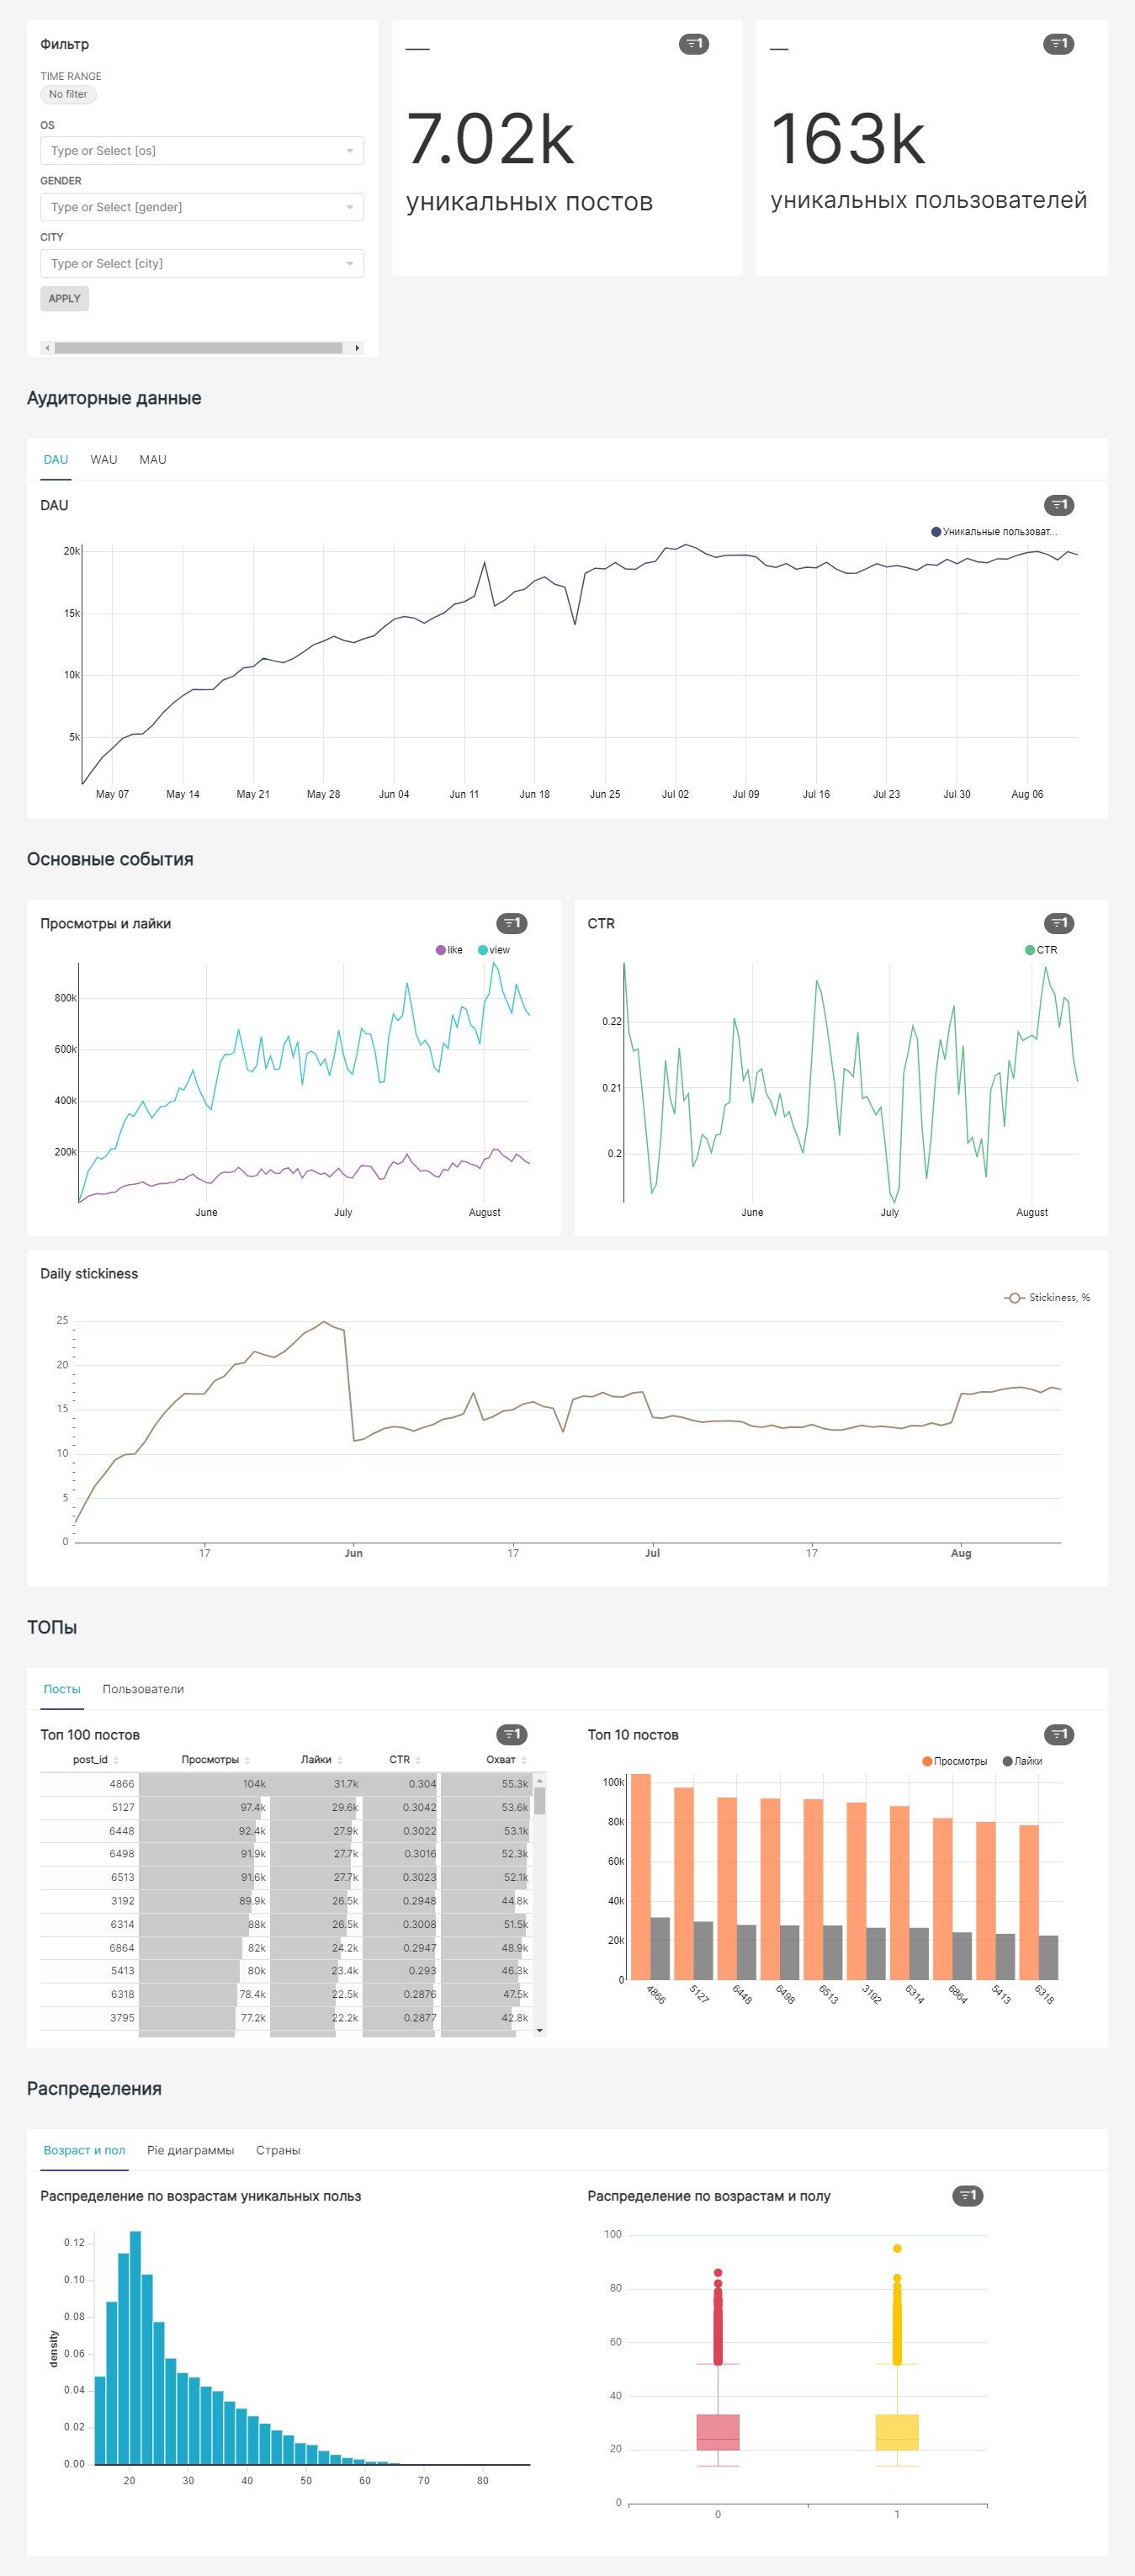 Фильтр
TIME RANGE
No filter
OS
Type or Select [os]
GENDER
Type or Select [gender]
CITY
Type or Select [city]
APPLY
1
7.02k
уникальных постов
1
163k
уникальных пользователей
Аудиторные данные
DAU WAU MAU
DAU
1
Уникальные пользоват...
20k
15k
10k
5k
May 07 May 14 May 21 May 28 Jun 04 Jun 11 Jun 18 Jun 25 Jul 02 Jul 09 Jul 16 Jul 23 Jul 30 Aug 06
Основные события
Просмотры и лайки
1
like view
800k
600k
400k
200k
June July August
CTR
1
CTR
0.22
0.21
0.2
June July August
Daily stickiness
Stickiness, %
25
20
15
10
5
0
17 Jun 17 Jul 17 Aug
ТОПы
Посты Пользователи
Топ 100 постов
1
post_id Просмотры Лайки CTR Охват
4866 104k 31.7k 0.304 55.3k
5127 97.4k 29.6k 0.3042 53.6k
6448 92.4k 27.9k 0.3022 53.1k
6498 91.9k 27.7k 0.3016 52.3k
6513 91.6k 27.7k 0.3023 52.1k
3192 89.9k 26.5k 0.2948 44.8k
6314 88k 26.5k 0.3008 51.5k
6864 82k 24.2k 0.2947 48.9k
5413 80k 23.4k 0.293 46.3k
6318 78.4k 22.5k 0.2876 47.5k
3795 77.2k 22.2k 0.2877 42.8k
Топ 10 постов
1
Просмотры Лайки
100k
80k
60k
40k
20k
0
4866 5127 6448 6498 6513 3192 6314 6864 5413 6318
Распределения
Возраст и пол Pie диаграммы Страны
Распределение по возрастам уникальных польз
density
0.12
0.10
0.08
0.06
0.04
0.02
0.00
20 30 40 50 60 70 80
Распределение по возрастам и полу
1
100
80
60
40
20
0
0 1